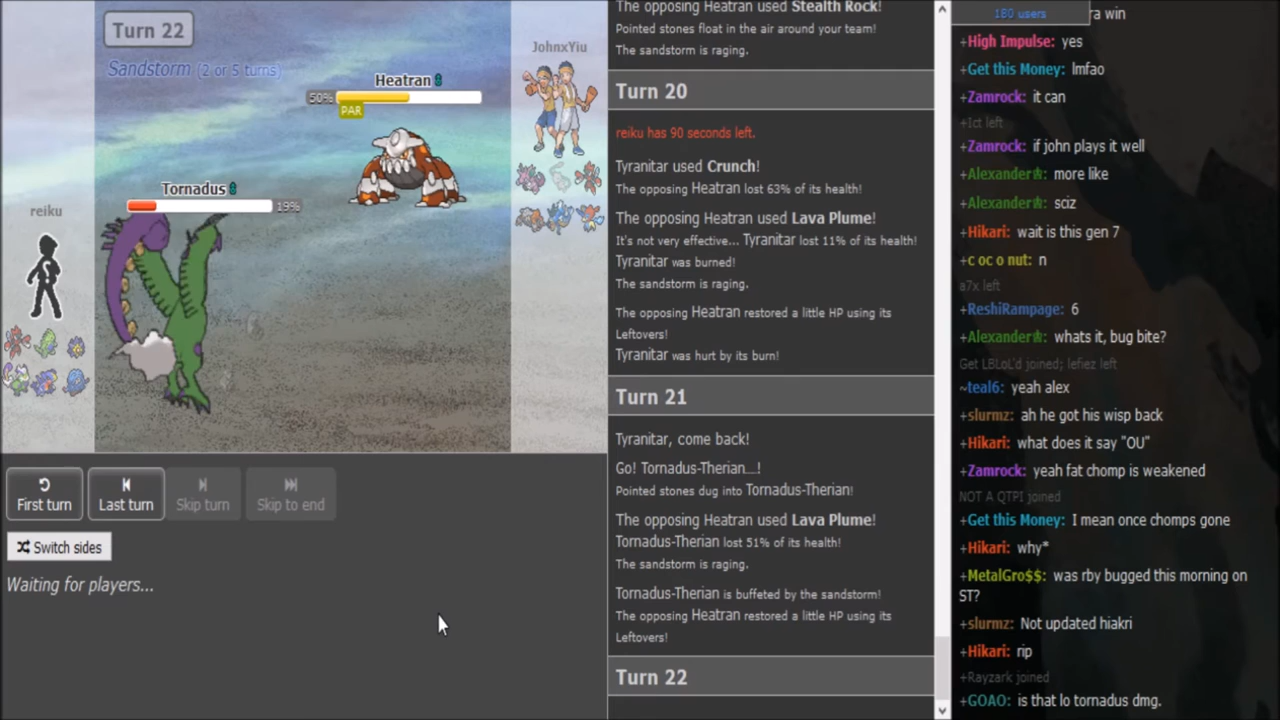 Turn 22
Sandstorm (2 or 5 turns)
Heatran
50%
PAR
Tornadus
19%
reiku
JohnxYiu
First turn
Last turn
Skip turn
Skip to end
Switch sides
Waiting for players...
The opposing Heatran used Stealth Rock!
Pointed stones float in the air around your team!
The sandstorm is raging.
Turn 20
reiku has 90 seconds left.
Tyranitar used Crunch!
The opposing Heatran lost 63% of its health!
The opposing Heatran used Lava Plume!
It's not very effective... Tyranitar lost 11% of its health!
Tyranitar was burned!
The sandstorm is raging.
The opposing Heatran restored a little HP using its
Leftovers!
Tyranitar was hurt by its burn!
Turn 21
Tyranitar, come back!
Go! Tornadus-Therian....!
Pointed stones dug into Tornadus-Therian!
The opposing Heatran used Lava Plume!
Tornadus-Therian lost 51% of its health!
The sandstorm is raging.
Tornadus-Therian is buffeted by the sandstorm!
The opposing Heatran restored a little HP using its
Leftovers!
Turn 22
180 users
ra win
+High Impulse: yes
+Get this Money: lmfao
+Zamrock: it can
+Ict left
+Zamrock: if john plays it well
+Alexander♕: more like
+Alexander♕: sciz
+Hikari: wait is this gen 7
+c oc o nut: n
a7x left
+ReshiRampage: 6
+Alexander♕: whats it, bug bite?
Get LBLoL'd joined; lefiez left
~teal6: yeah alex
+slurmz: ah he got his wisp back
+Hikari: what does it say "OU"
+Zamrock: yeah fat chomp is weakened
NOT A QTPI joined
+Get this Money: I mean once chomps gone
+Hikari: why*
+MetalGro$$: was rby bugged this morning on
ST?
+slurmz: Not updated hiakri
+Hikari: rip
+Rayzark joined
+GOAO: is that lo tornadus dmg.